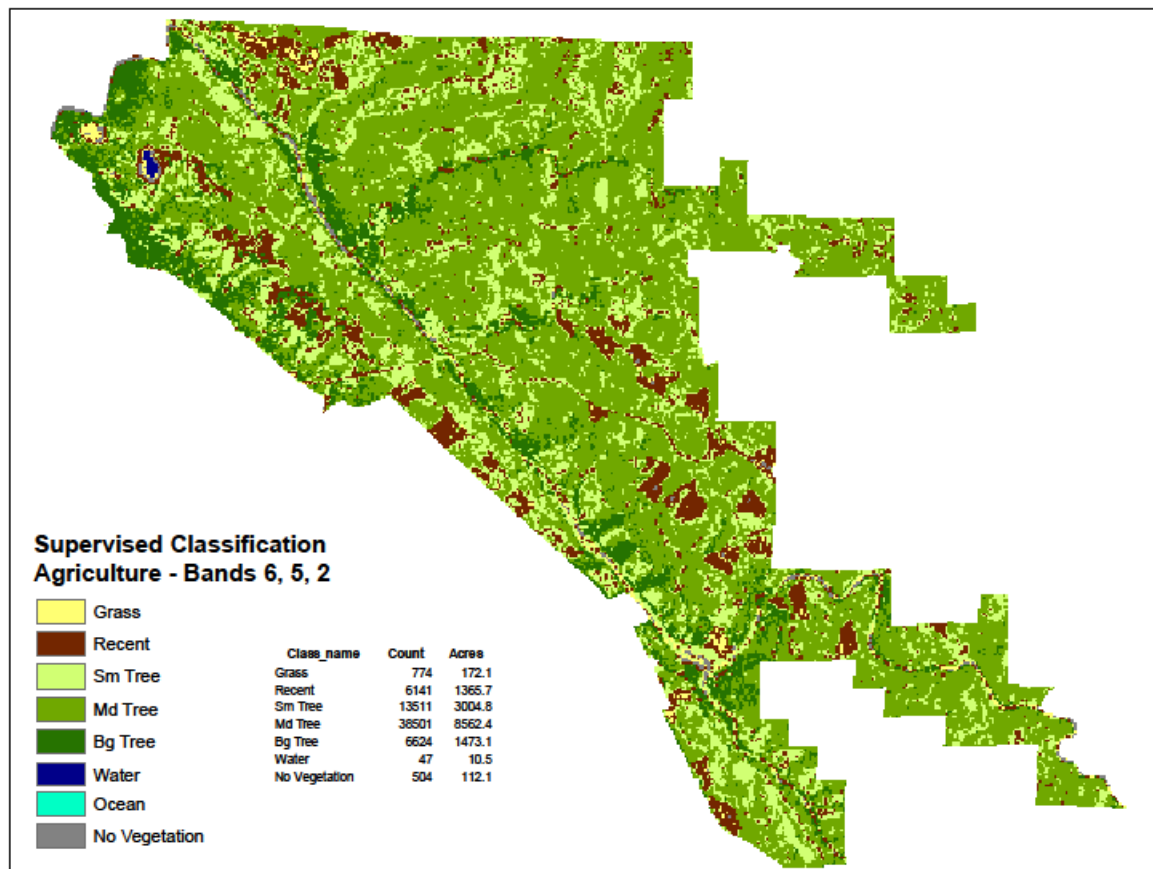 Supervised Classification
Agriculture - Bands 6, 5, 2
Grass
Recent
Sm Tree
Md Tree
Bg Tree
Water
Ocean
No Vegetation
Class_name Count Acres
Grass 774 172.1
Recent 6141 1365.7
Sm Tree 13511 3004.8
Md Tree 38501 8562.4
Bg Tree 6624 1473.1
Water 47 10.5
No Vegetation 504 112.1